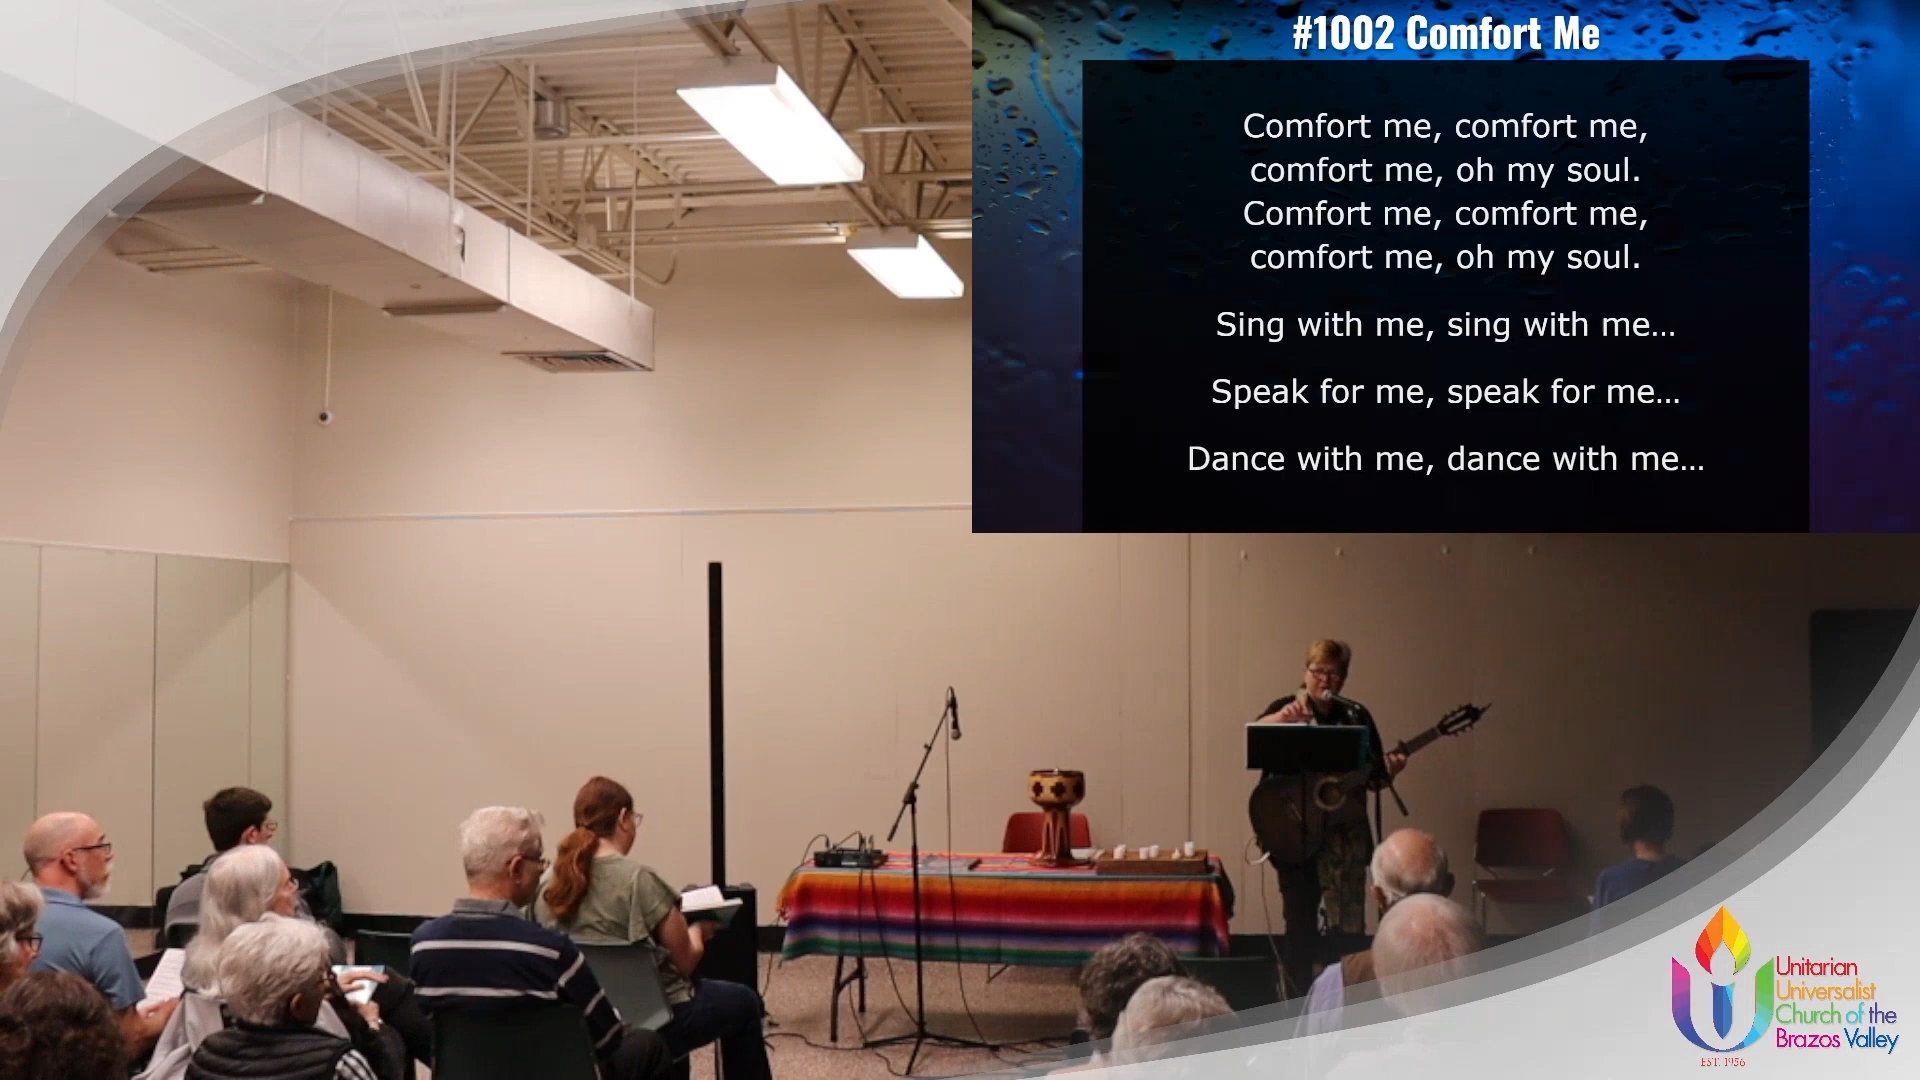 #1002 Comfort Me
Comfort me, comfort me,
comfort me, oh my soul.
Comfort me, comfort me,
comfort me, oh my soul.
Sing with me, sing with me…
Speak for me, speak for me…
Dance with me, dance with me…
Unitarian
Universalist
Church of the
Brazos Valley
EST. 1956